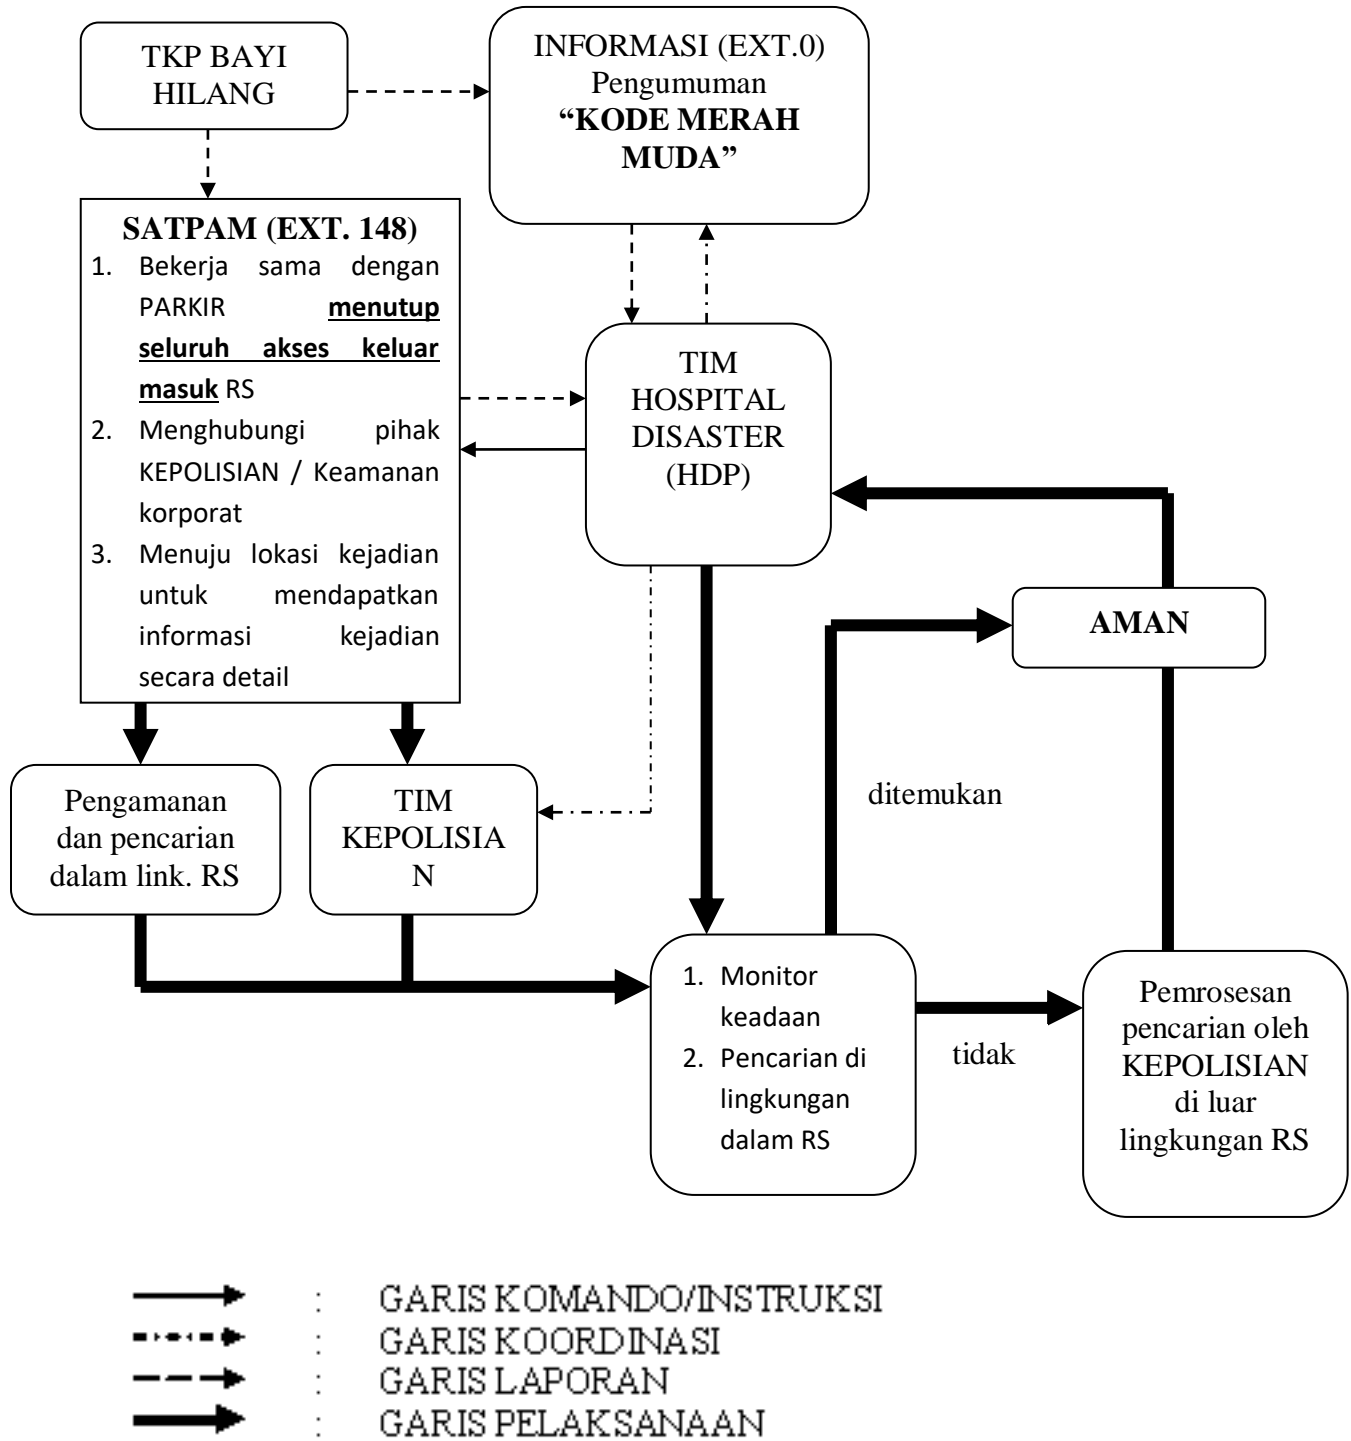 TKP BAYI
HILANG
INFORMASI (EXT.0)
Pengumuman
“KODE MERAH
MUDA”
SATPAM (EXT. 148)
1. Bekerja sama dengan
PARKIR menutup
seluruh akses keluar
masuk RS
2. Menghubungi pihak
KEPOLISIAN / Keamanan
korporat
3. Menuju lokasi kejadian
untuk mendapatkan
informasi kejadian
secara detail
TIM
HOSPITAL
DISASTER
(HDP)
AMAN
Pengamanan
dan pencarian
dalam link. RS
TIM
KEPOLISIA
N
ditemukan
1. Monitor
keadaan
2. Pencarian di
lingkungan
dalam RS
tidak
Pemrosesan
pencarian oleh
KEPOLISIAN
di luar
lingkungan RS
: GARIS KOMANDO/INSTRUKSI
: GARIS KOORDINASI
: GARIS LAPORAN
: GARIS PELAKSANAAN